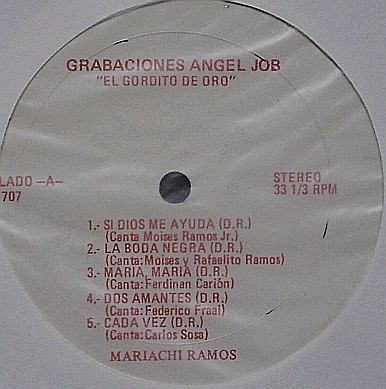 GRABACIONES ANGEL JOB
"EL GORDITO DE ORO"
LADO -A-
707
STEREO
33 1/3 RPM
1.- SI DIOS ME AYUDA (D.R.)
(Canta Moises Ramos Jr.)
2.- LA BODA NEGRA (D.R.)
(Canta: Moises y Rafaelito Ramos)
3.- MARIA, MARIA (D.R.)
(Canta: Ferdinan Carión)
4.- DOS AMANTES (D.R.)
(Canta: Federico Fraal)
5.- CADA VEZ (D.R.)
(Canta: Carlos Sosa)
MARIACHI RAMOS